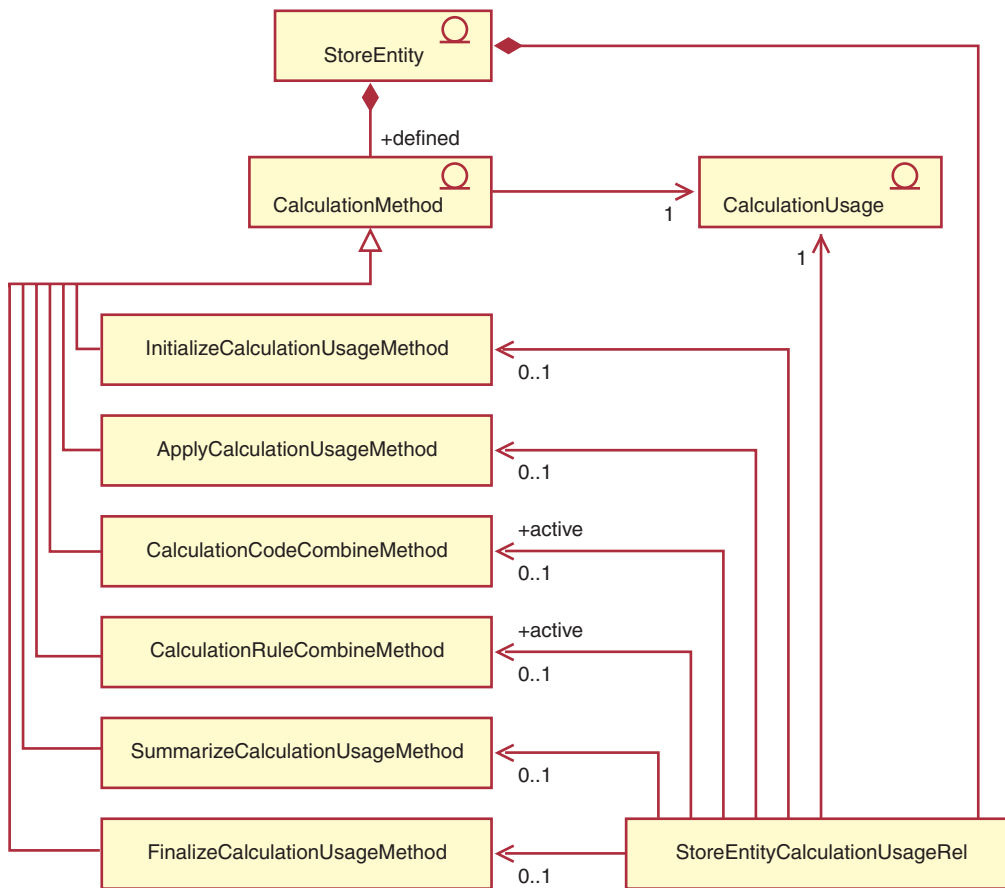 StoreEntity
+defined
CalculationMethod
1
CalculationUsage
1
InitializeCalculationUsageMethod
0..1
ApplyCalculationUsageMethod
0..1
+active
CalculationCodeCombineMethod
0..1
+active
CalculationRuleCombineMethod
0..1
SummarizeCalculationUsageMethod
0..1
FinalizeCalculationUsageMethod
0..1
StoreEntityCalculationUsageRel